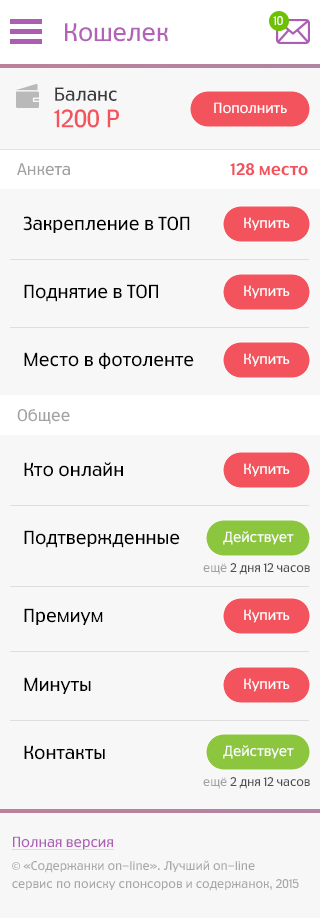 Кошелек
10
Баланс
1200 Р
Пополнить
Анкета
128 место
Закрепление в ТОП
Купить
Поднятие в ТОП
Купить
Место в фотоленте
Купить
Общее
Кто онлайн
Купить
Подтвержденные
Действует
ещё 2 дня 12 часов
Премиум
Купить
Минуты
Купить
Контакты
Действует
ещё 2 дня 12 часов
Полная версия
© «Содержанки on-line». Лучший on-line
сервис по поиску спонсоров и содержанок, 2015